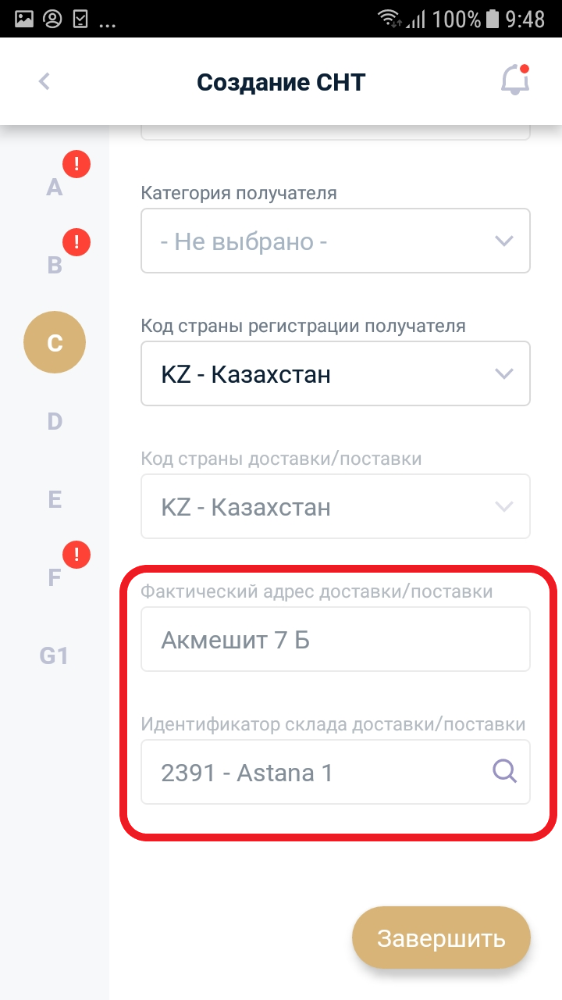 ... 100% 9:48
Создание СНТ
A !
B !
C
D
E
F !
G1
Категория получателя
- Не выбрано -
Код страны регистрации получателя
KZ - Казахстан
Код страны доставки/поставки
KZ - Казахстан
Фактический адрес доставки/поставки
Акмешит 7 Б
Идентификатор склада доставки/поставки
2391 - Astana 1
Завершить